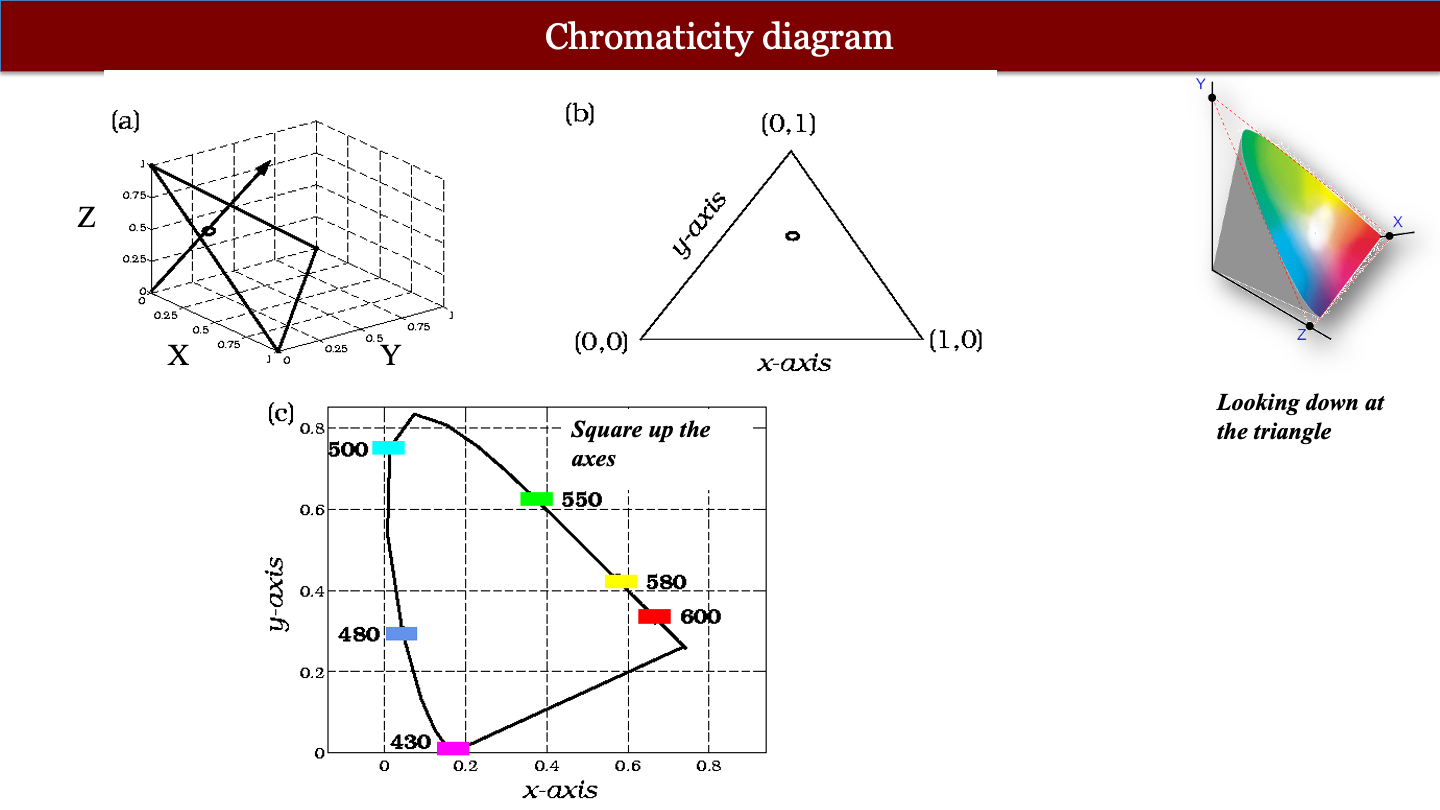 Chromaticity diagram
(a)
1
0.75
0.5
0.25
0
Z
0
0.25
0.5
0.75
1
X
0
0.25
0.5
0.75
1
Y
(b)
(0,1)
y-axis
(0,0)
(1,0)
x-axis
Y
X
Z
Looking down at
the triangle
(c)
Square up the
axes
0.8
0.6
0.4
0.2
0
y-axis
500
550
580
600
480
430
0
0.2
0.4
0.6
0.8
x-axis